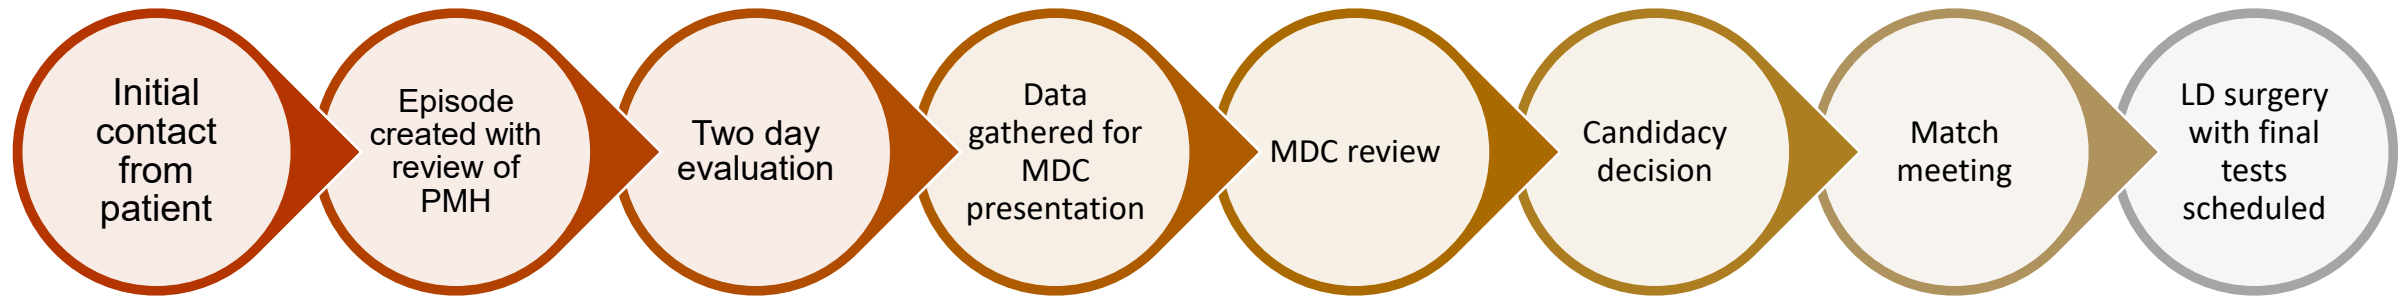 Initial
contact
from
patient
Episode
created with
review of
PMH
Two day
evaluation
Data
gathered for
MDC
presentation
MDC review
Candidacy
decision
Match
meeting
LD surgery
with final
tests
scheduled